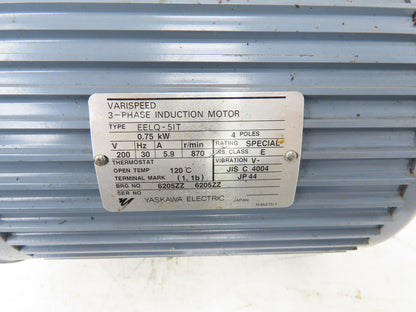 VARISPEED
3-PHASE INDUCTION MOTOR
TYPE EELQ-5IT
0.75 kW 4 POLES
V Hz A r/min RATING SPECIAL
200 30 5.9 870 INS. CLASS E
THERMOSTAT VIBRATION V-
OPEN TEMP 120°C JIS C 4004
TERMINAL MARK (1, 1b) JP44
BRG NO 6205ZZ 6205ZZ
SER NO
YASKAWA ELECTRIC JAPAN